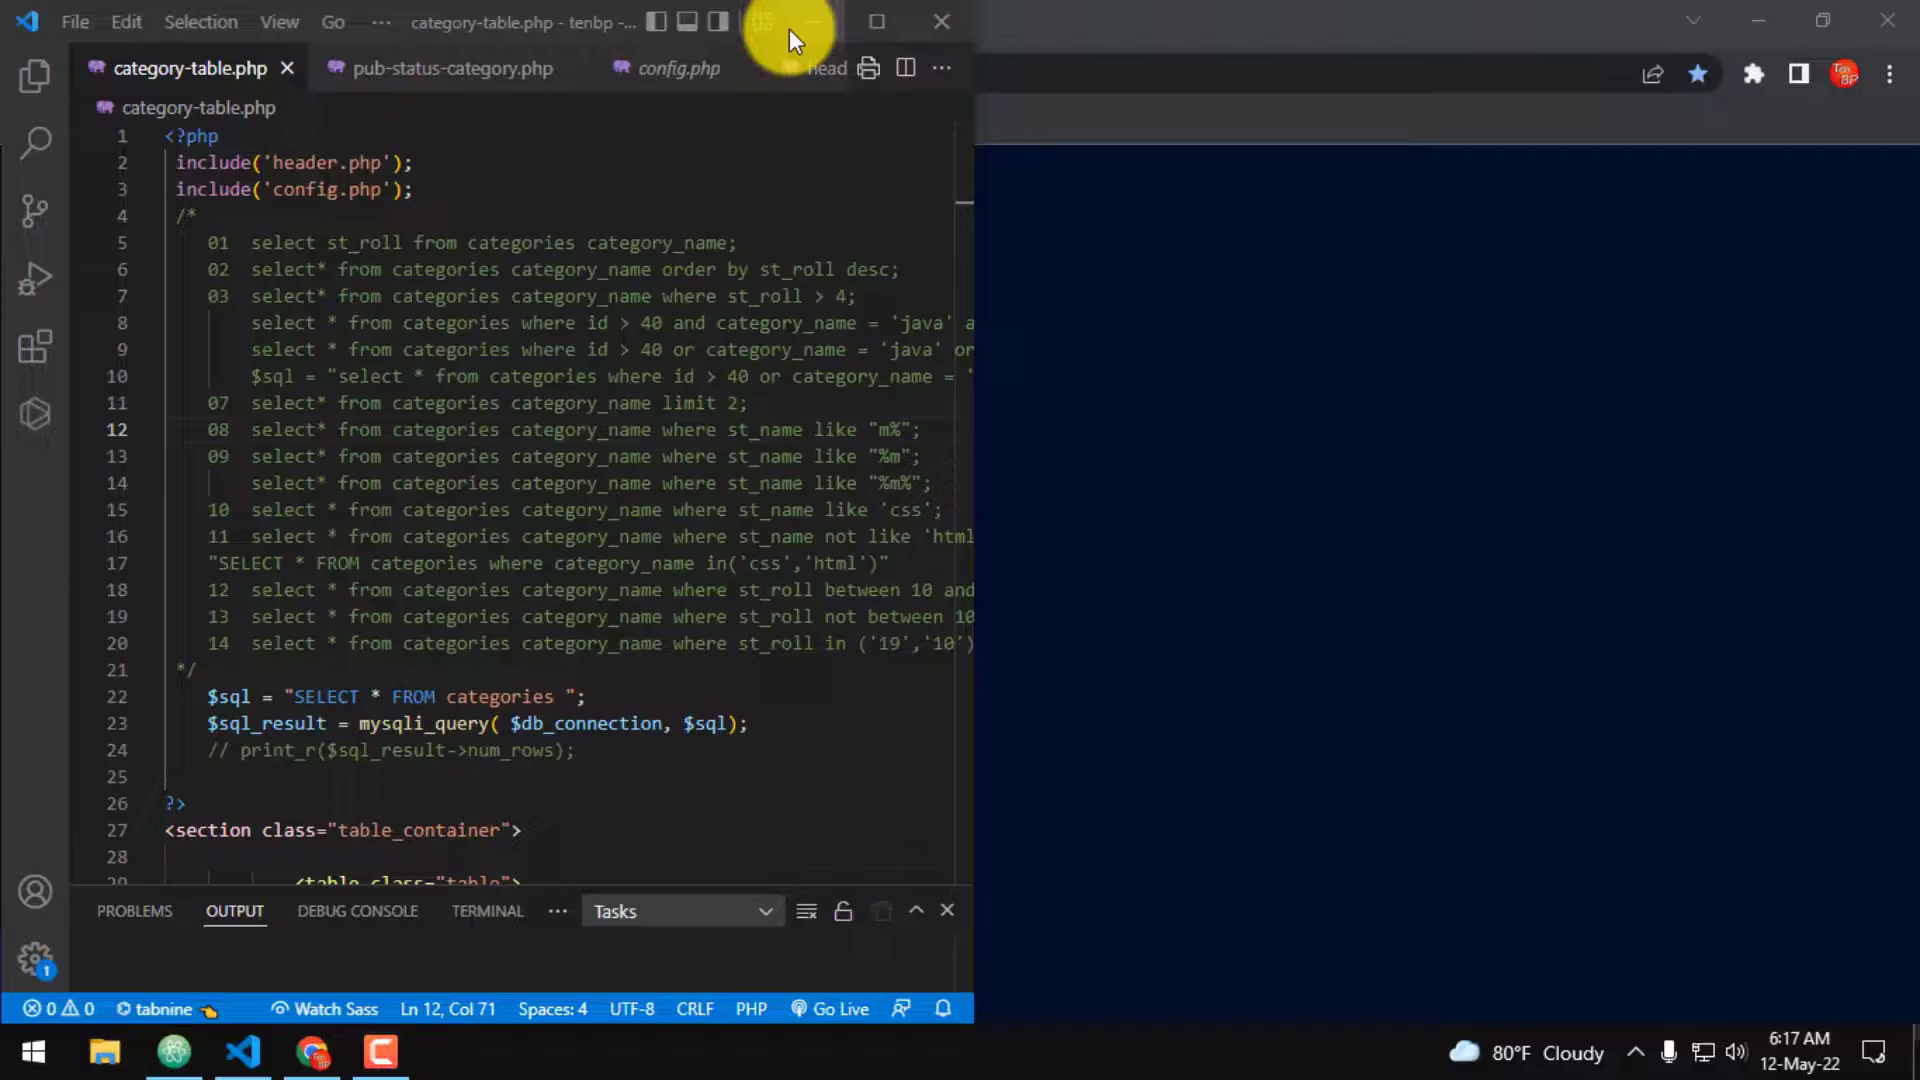 File Edit Selection View Go ··· category-table.php - tenbp -...
category-table.php pub-status-category.php config.php head
category-table.php
1 <?php
2 include('header.php');
3 include('config.php');
4 /*
5 01 select st_roll from categories category_name;
6 02 select* from categories category_name order by st_roll desc;
7 03 select* from categories category_name where st_roll > 4;
8 select * from categories where id > 40 and category_name = 'java' a
9 select * from categories where id > 40 or category_name = 'java' or
10 $sql = "select * from categories where id > 40 or category_name = '
11 07 select* from categories category_name limit 2;
12 08 select* from categories category_name where st_name like "m%";
13 09 select* from categories category_name where st_name like "%m";
14 select* from categories category_name where st_name like "%m%";
15 10 select * from categories category_name where st_name like 'css';
16 11 select * from categories category_name where st_name not like 'html
17 "SELECT * FROM categories where category_name in('css','html')"
18 12 select * from categories category_name where st_roll between 10 and
19 13 select * from categories category_name where st_roll not between 10
20 14 select * from categories category_name where st_roll in ('19','10')
21 */
22 $sql = "SELECT * FROM categories ";
23 $sql_result = mysqli_query( $db_connection, $sql);
24 // print_r($sql_result->num_rows);
25
26 ?>
27 <section class="table_container">
28
29 <table class="table">
PROBLEMS OUTPUT DEBUG CONSOLE TERMINAL ··· Tasks
1
0 0 tabnine Watch Sass Ln 12, Col 71 Spaces: 4 UTF-8 CRLF PHP Go Live
80°F Cloudy 6:17 AM
12-May-22